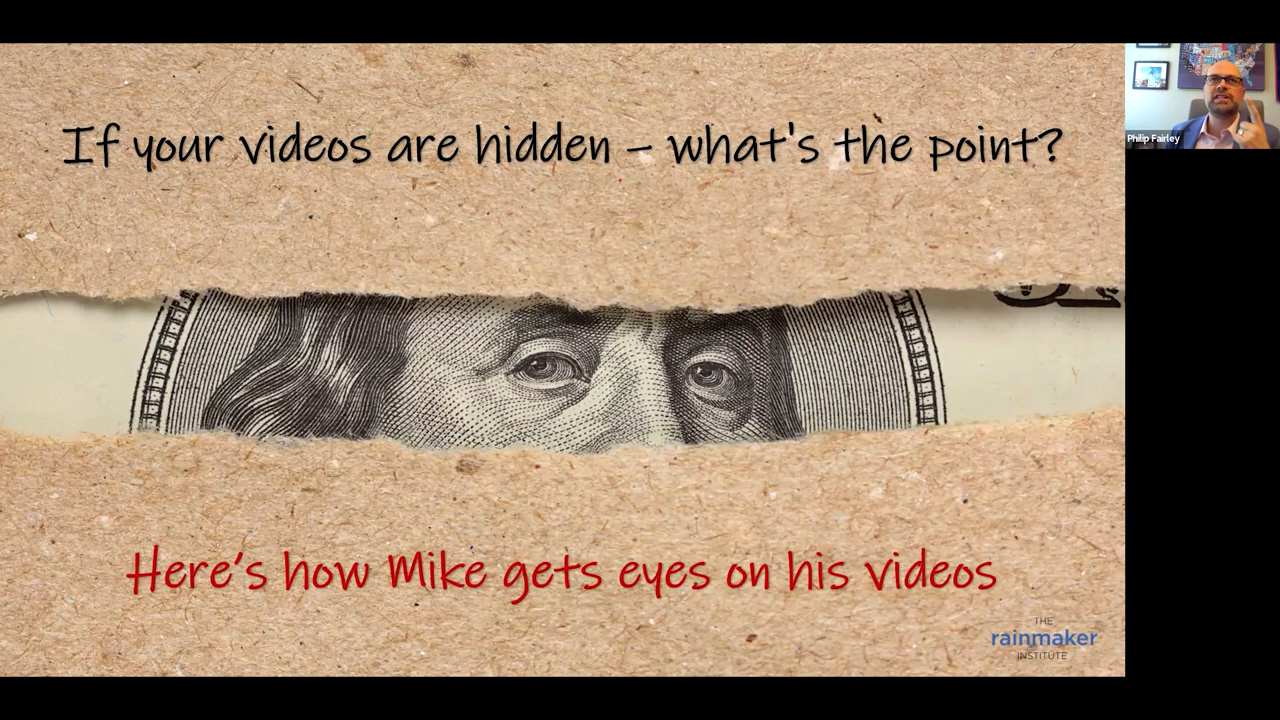 If your videos are hidden – what's the point?
Here's how Mike gets eyes on his videos
THE
rainmaker
INSTITUTE
Philip Fairley